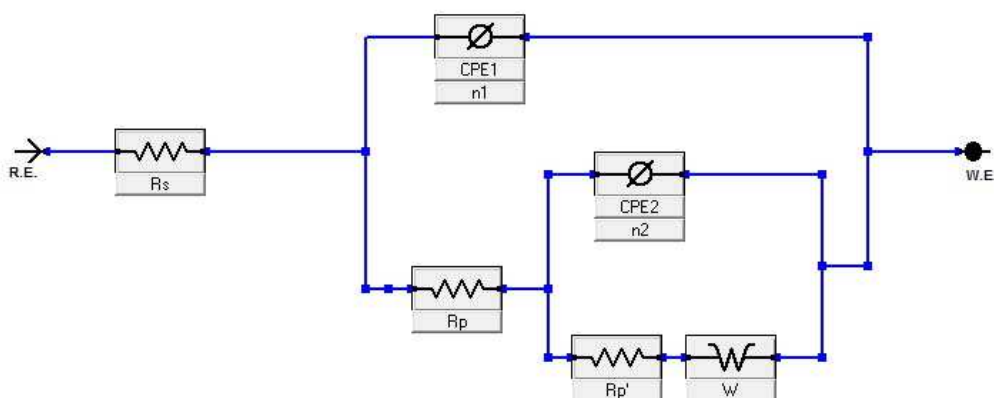 CPE1
n1
R.E.
Rs
W.E
CPE2
n2
Rp
Rp'
W